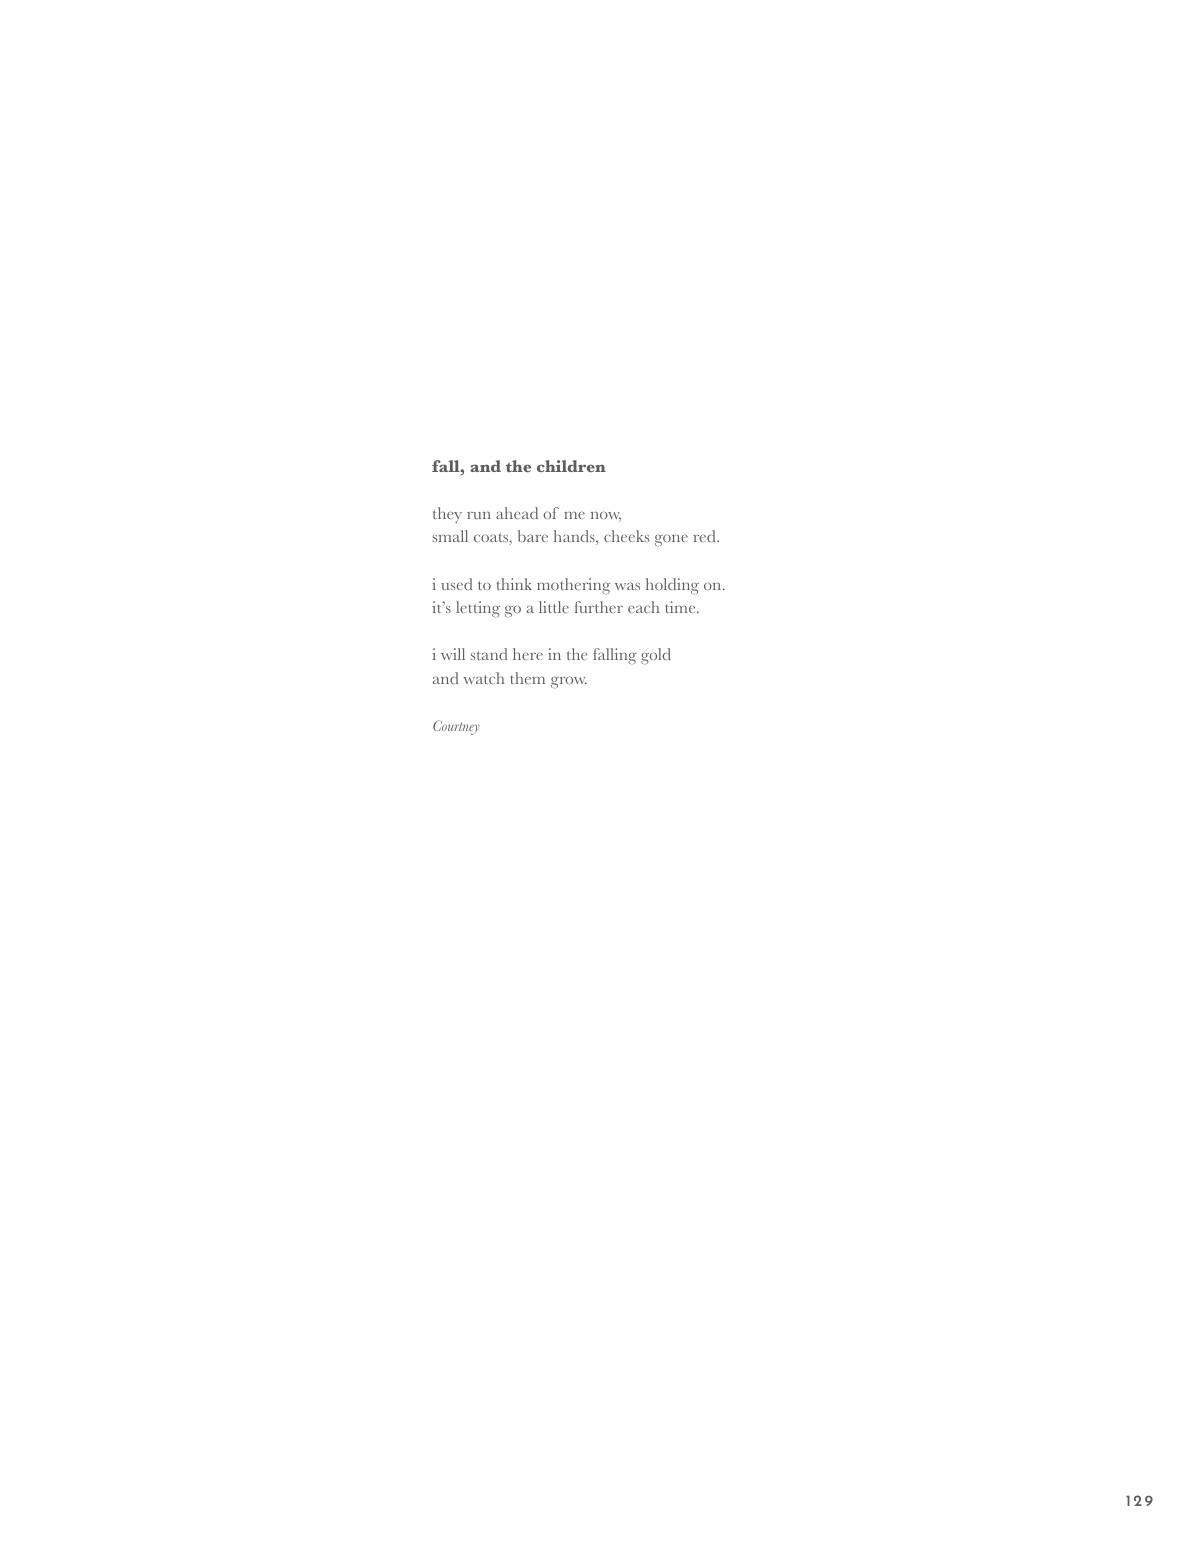 fall, and the children
they run ahead of me now,
small coats, bare hands, cheeks gone red.
i used to think mothering was holding on.
it’s letting go a little further each time.
i will stand here in the falling gold
and watch them grow.
Courtney
129